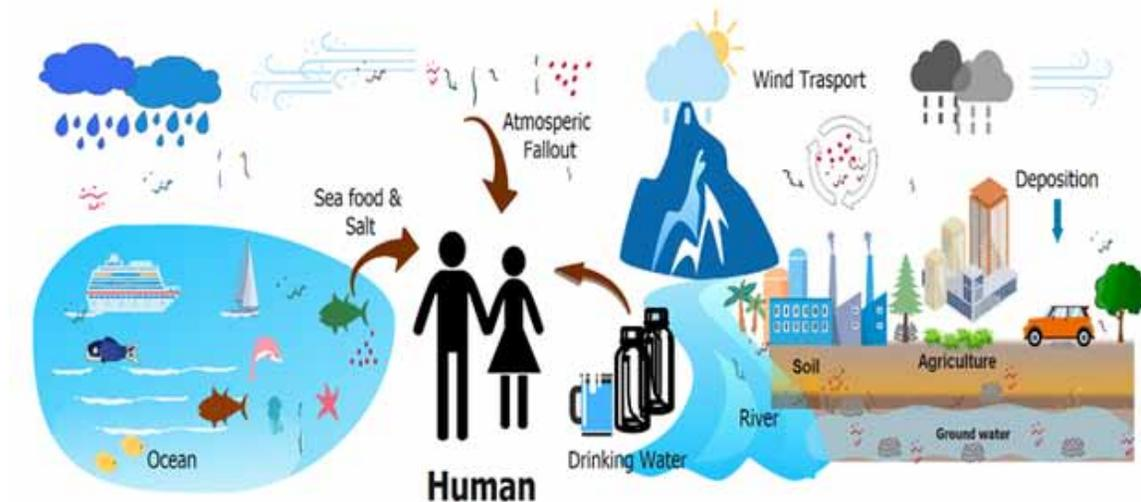 Wind Trasport
Atmosperic
Fallout
Deposition
Sea food &
Salt
Soil
Agriculture
River
Ground water
Ocean
Drinking Water
Human